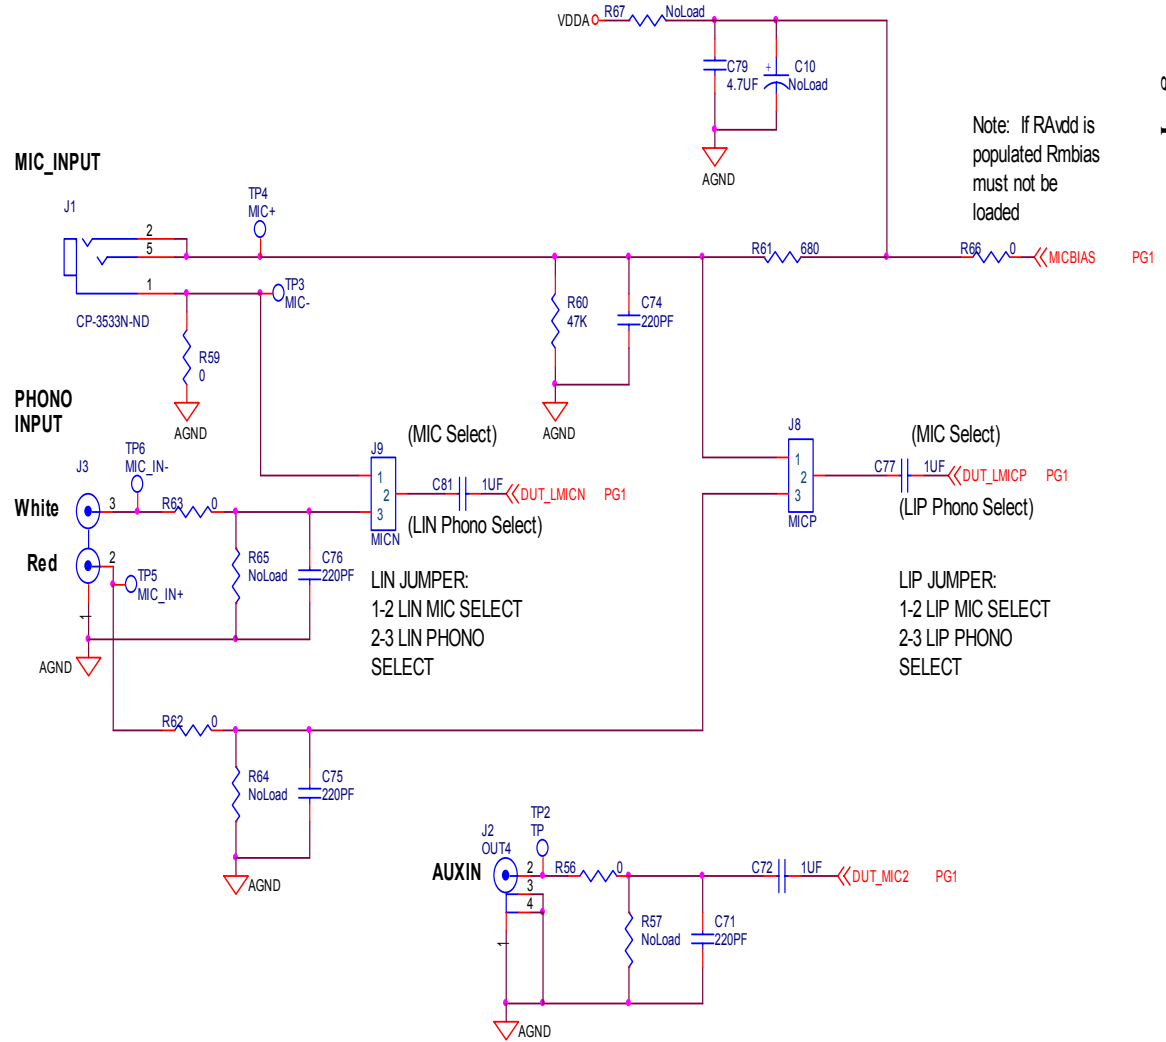 VDDA R67 NoLoad
C79 4.7UF
+ C10 NoLoad
AGND
Note: If RAvdd is
populated Rmbias
must not be
loaded
MIC_INPUT
J1
2
5
1
CP-3533N-ND
TP4
MIC+
TP3
MIC-
R59
0
AGND
R60
47K
C74
220PF
AGND
R61 680
R66 0
MICBIAS PG1
PHONO
INPUT
J3
White
3
Red
2
1
TP6
MIC_IN-
TP5
MIC_IN+
R63 0
R65
NoLoad
C76
220PF
AGND
J9
1
2
3
MICN
(MIC Select)
C81 1UF
DUT_LMICN PG1
(LIN Phono Select)
LIN JUMPER:
1-2 LIN MIC SELECT
2-3 LIN PHONO
SELECT
J8
1
2
3
MICP
(MIC Select)
C77 1UF
DUT_LMICP PG1
(LIP Phono Select)
LIP JUMPER:
1-2 LIP MIC SELECT
2-3 LIP PHONO
SELECT
R62 0
R64
NoLoad
C75
220PF
AGND
AUXIN
J2
OUT4
2
3
4
1
TP2
TP
R56 0
R57
NoLoad
C71
220PF
C72 1UF
DUT_MIC2 PG1
AGND